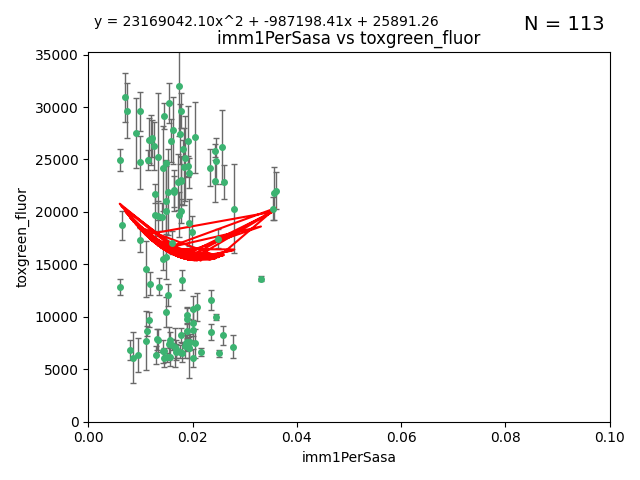 y = 23169042.10x^2 + -987198.41x + 25891.26
N = 113
imm1PerSasa vs toxgreen_fluor
35000
30000
25000
20000
15000
10000
5000
0
toxgreen_fluor
0.00 0.02 0.04 0.06 0.08 0.10
imm1PerSasa